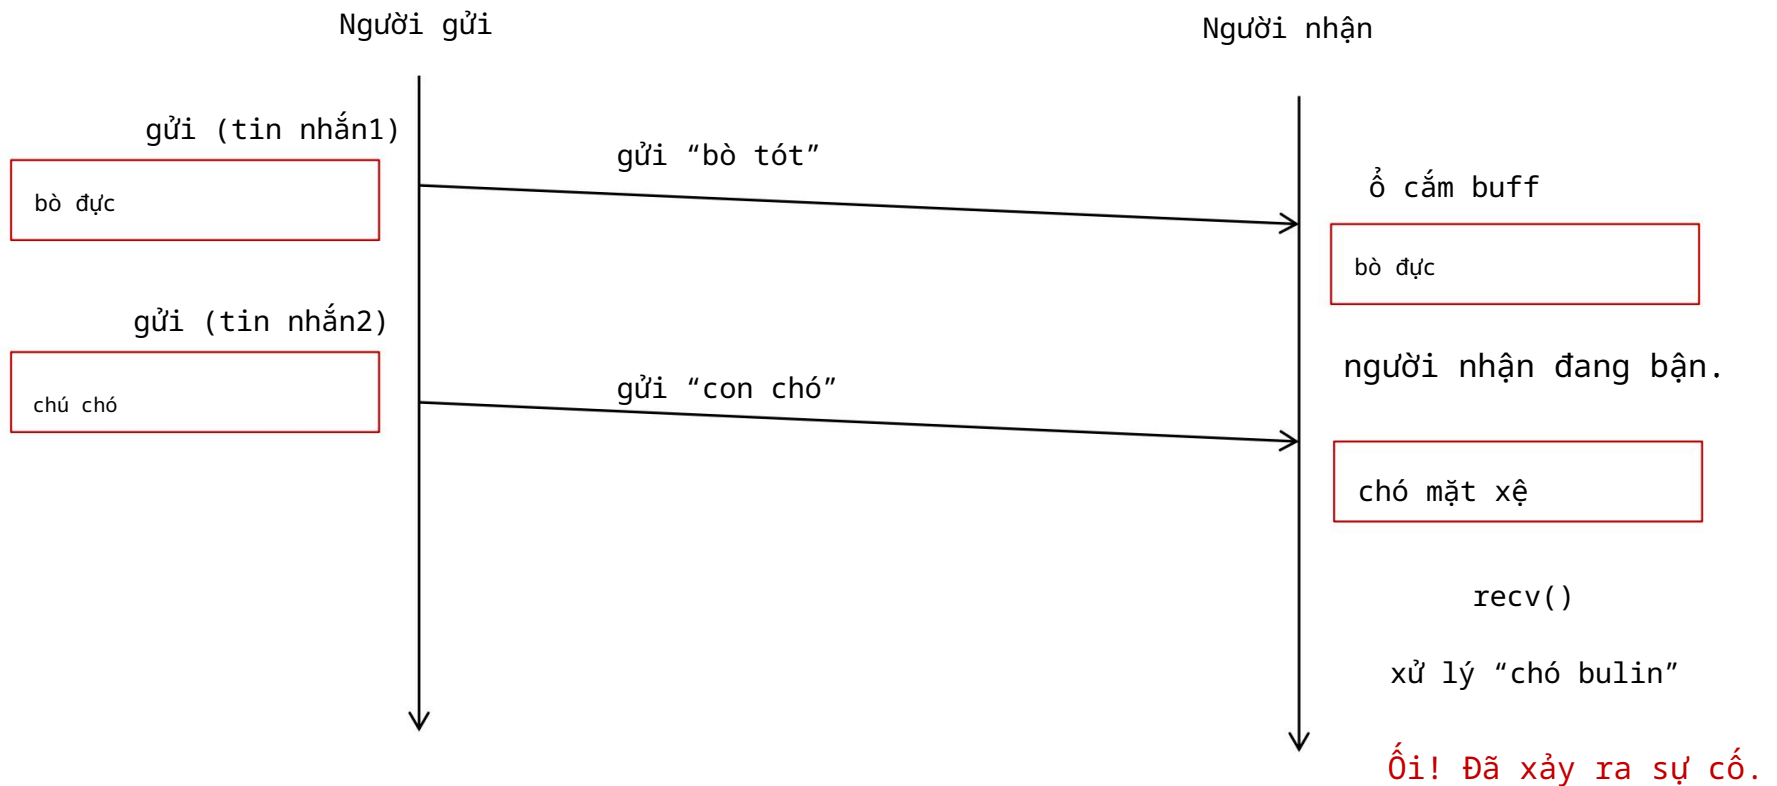 Người gửi
Người nhận
gửi (tin nhắn1)
gửi “bò tót”
bò đực
ổ cắm buff
bò đực
gửi (tin nhắn2)
gửi “con chó”
chú chó
người nhận đang bận.
chó mặt xệ
recv()
xử lý “chó bulin”
Ối! Đã xảy ra sự cố.